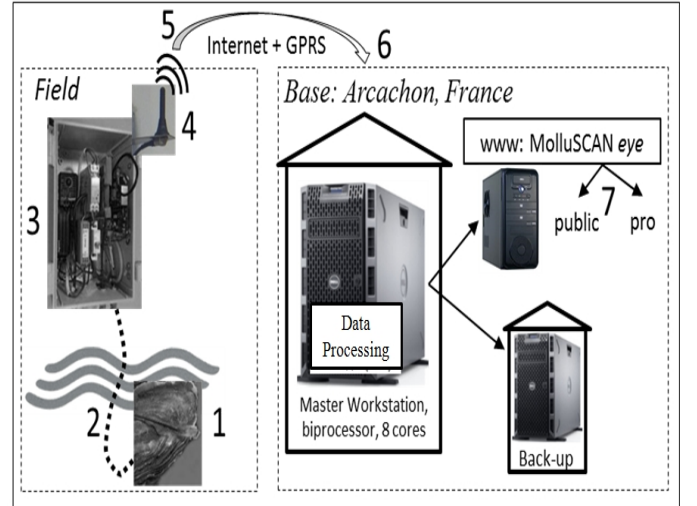 5
Internet + GPRS
6
Field
4
3
2
1
Base: Arcachon, France
www: MolluSCAN eye
7
public
pro
Data
Processing
Master Workstation,
biprocessor, 8 cores
Back-up